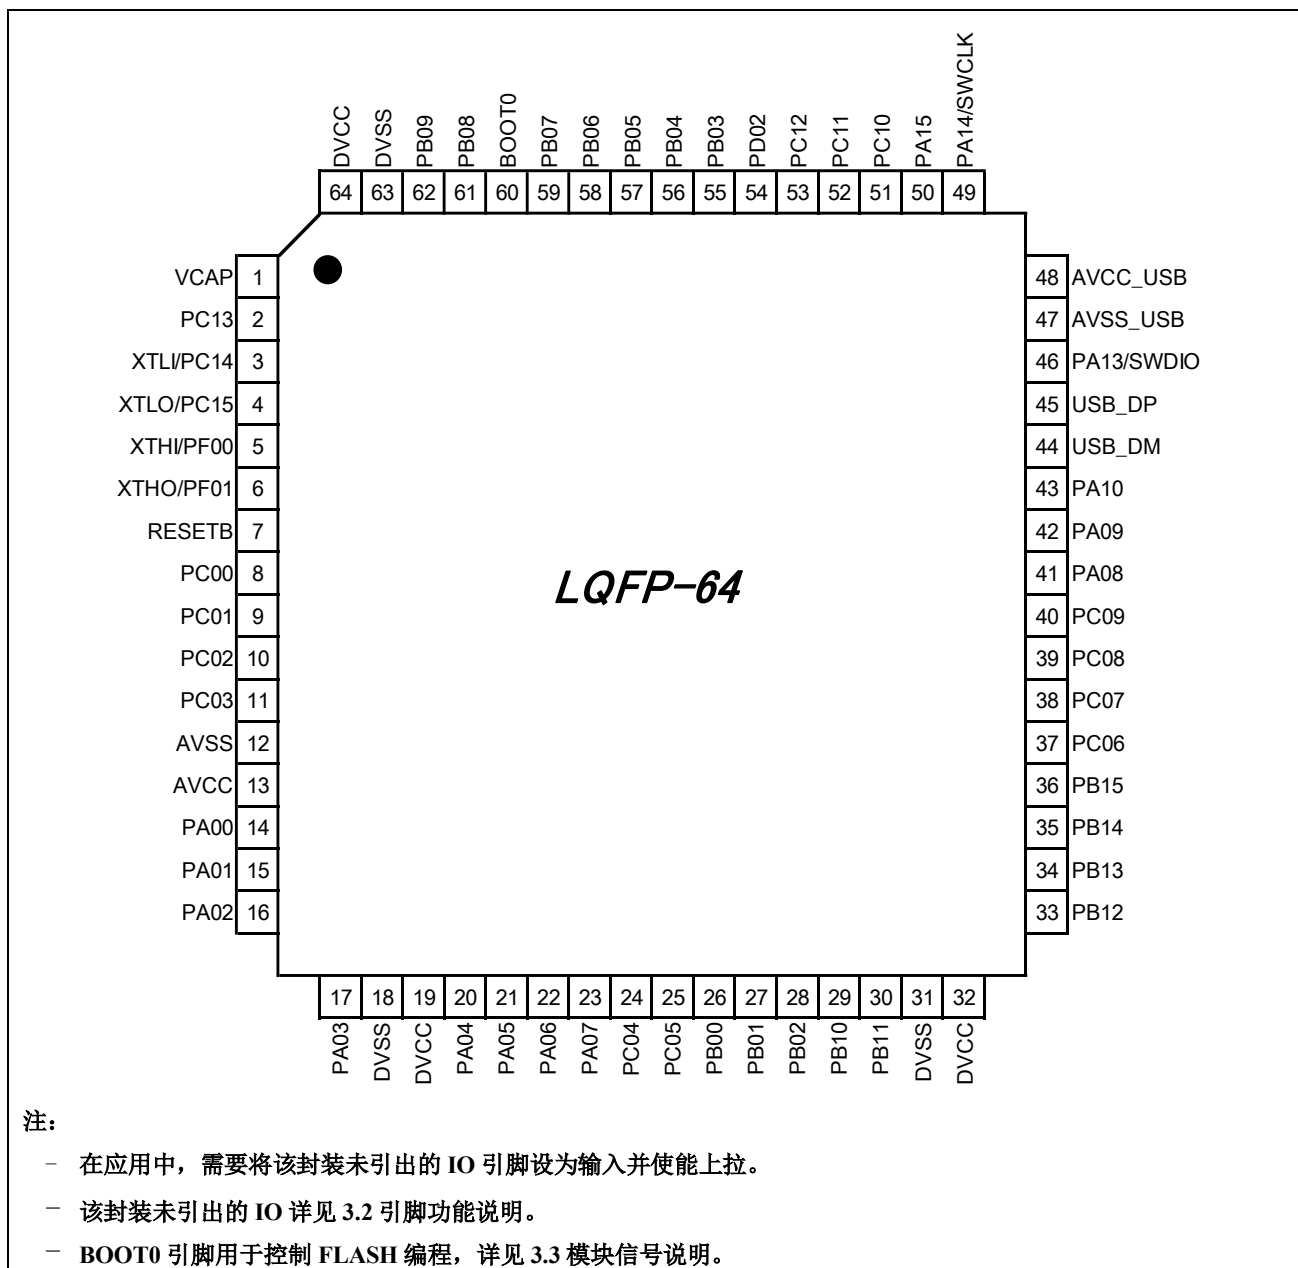 DVCC
DVSS
PB09
PB08
BOOT0
PB07
PB06
PB05
PB04
PB03
PD02
PC12
PC11
PC10
PA15
PA14/SWCLK
64 63 62 61 60 59 58 57 56 55 54 53 52 51 50 49
VCAP 1
PC13 2
XTLI/PC14 3
XTLO/PC15 4
XTHI/PF00 5
XTHO/PF01 6
RESETB 7
PC00 8
PC01 9
PC02 10
PC03 11
AVSS 12
AVCC 13
PA00 14
PA01 15
PA02 16
LQFP-64
48 AVCC_USB
47 AVSS_USB
46 PA13/SWDIO
45 USB_DP
44 USB_DM
43 PA10
42 PA09
41 PA08
40 PC09
39 PC08
38 PC07
37 PC06
36 PB15
35 PB14
34 PB13
33 PB12
17 18 19 20 21 22 23 24 25 26 27 28 29 30 31 32
PA03
DVSS
DVCC
PA04
PA05
PA06
PA07
PC04
PC05
PB00
PB01
PB02
PB10
PB11
DVSS
DVCC
注：
－ 在应用中，需要将该封装未引出的 IO 引脚设为输入并使能上拉。
－ 该封装未引出的 IO 详见 3.2 引脚功能说明。
－ BOOT0 引脚用于控制 FLASH 编程，详见 3.3 模块信号说明。